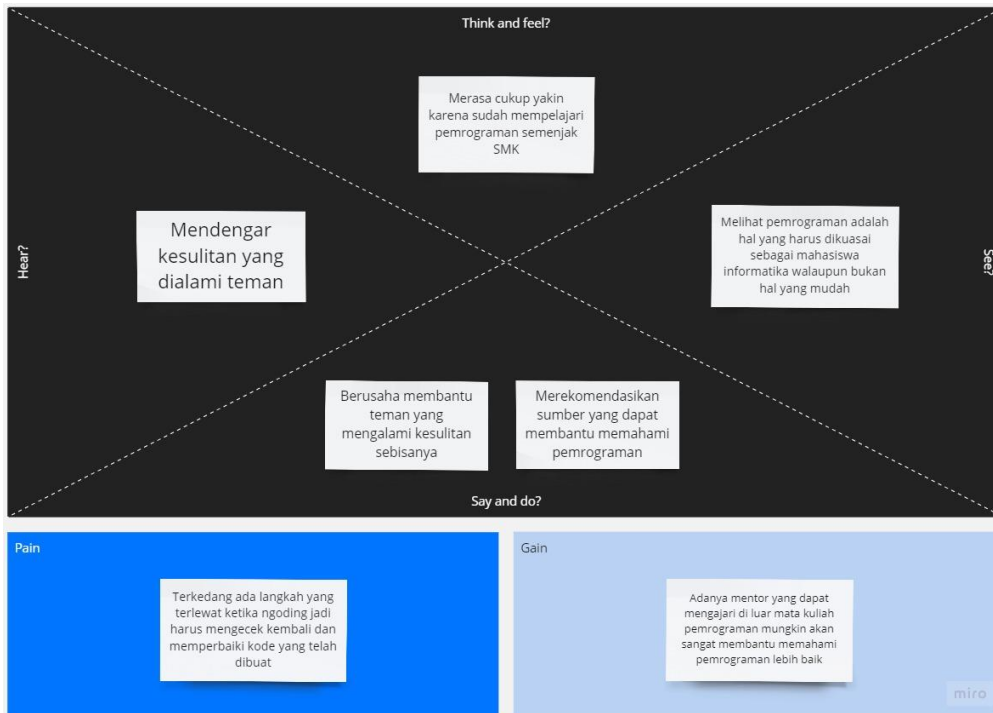 Think and feel?
Merasa cukup yakin
karena sudah mempelajari
pemrograman semenjak
SMK
Hear?
Mendengar
kesulitan yang
dialami teman
Melihat pemrograman adalah
hal yang harus dikuasai
sebagai mahasiswa
informatika walaupun bukan
hal yang mudah
See?
Berusaha membantu
teman yang
mengalami kesulitan
sebisanya
Merekomendasikan
sumber yang dapat
membantu memahami
pemrograman
Say and do?
Pain
Terkedang ada langkah yang
terlewat ketika ngoding jadi
harus mengecek kembali dan
memperbaiki kode yang telah
dibuat
Gain
Adanya mentor yang dapat
mengajari di luar mata kuliah
pemrograman mungkin akan
sangat membantu memahami
pemrograman lebih baik
miro